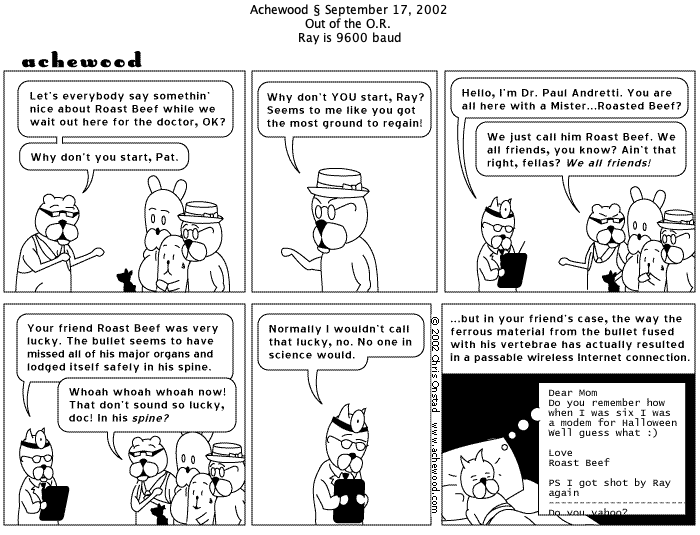 Achewood § September 17, 2002
Out of the O.R.
Ray is 9600 baud
achewood
Let's everybody say somethin'
nice about Roast Beef while we
wait out here for the doctor, OK?
Why don't you start, Pat.
Why don't YOU start, Ray?
Seems to me like you got
the most ground to regain!
Hello, I'm Dr. Paul Andretti. You are
all here with a Mister...Roasted Beef?
We just call him Roast Beef. We
all friends, you know? Ain't that
right, fellas? We all friends!
Your friend Roast Beef was very
lucky. The bullet seems to have
missed all of his major organs and
lodged itself safely in his spine.
Whoah whoah whoah now!
That don't sound so lucky,
doc! In his spine?
Normally I wouldn't call
that lucky, no. No one in
science would.
© 2002 Chris Onstad www.achewood.com
...but in your friend's case, the way the
ferrous material from the bullet fused
with his vertebrae has actually resulted
in a passable wireless Internet connection.
Dear Mom
Do you remember how
when I was six I was
a modem for Halloween
Well guess what :)
Love
Roast Beef
PS I got shot by Ray
again
--------------------
Do you yahoo?